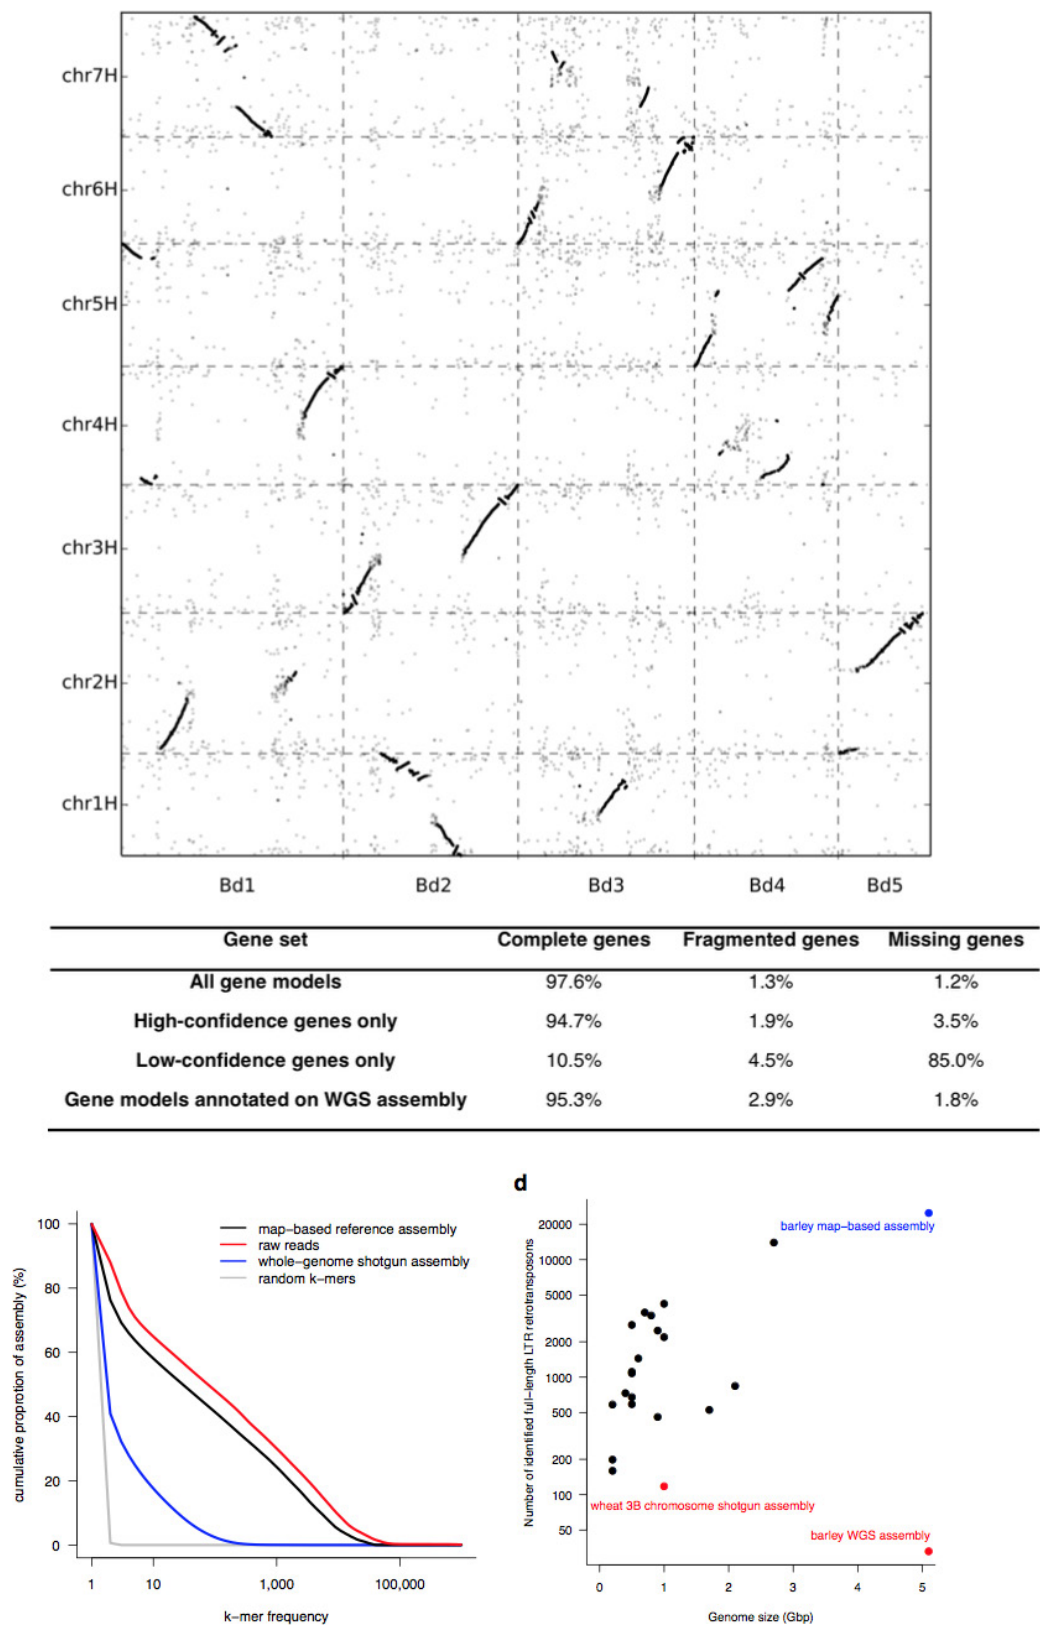 chr7H
chr6H
chr5H
chr4H
chr3H
chr2H
chr1H
Bd1 Bd2 Bd3 Bd4 Bd5
Gene set Complete genes Fragmented genes Missing genes
All gene models 97.6% 1.3% 1.2%
High-confidence genes only 94.7% 1.9% 3.5%
Low-confidence genes only 10.5% 4.5% 85.0%
Gene models annotated on WGS assembly 95.3% 2.9% 1.8%
cumulative proprotion of assembly (%)
100
80
60
40
20
0
map-based reference assembly
raw reads
whole-genome shotgun assembly
random k-mers
1 10 1,000 100,000
k-mer frequency
d
Number of identified full-length LTR retrotransposons
20000
10000
5000
2000
1000
500
200
100
50
barley map-based assembly
wheat 3B chromosome shotgun assembly
barley WGS assembly
0 1 2 3 4 5
Genome size (Gbp)